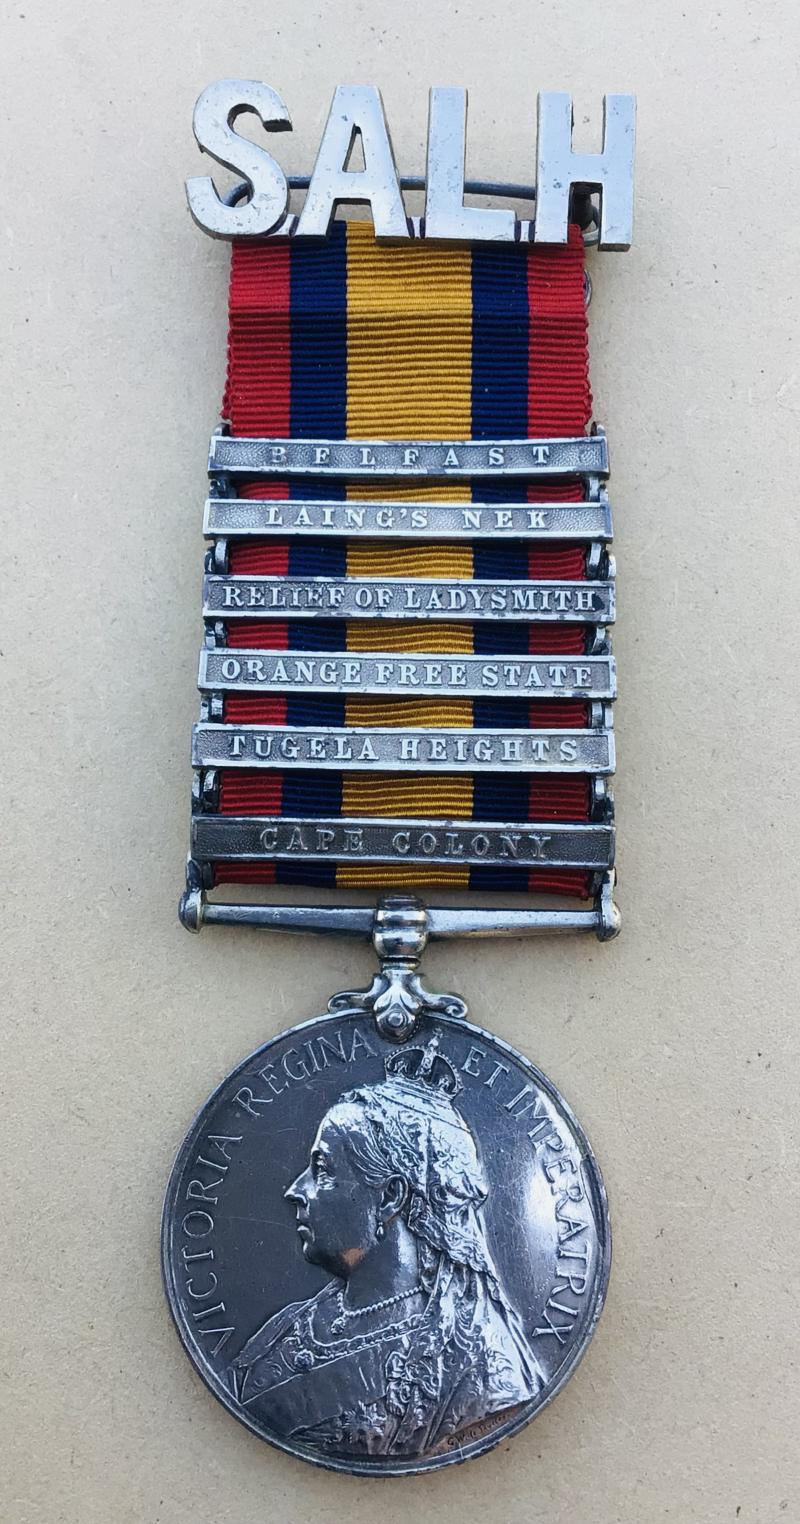 SALH
BELFAST
LAING'S NEK
RELIEF OF LADYSMITH
ORANGE FREE STATE
TUGELA HEIGHTS
CAPE COLONY
VICTORIA REGINA ET IMPERATRIX